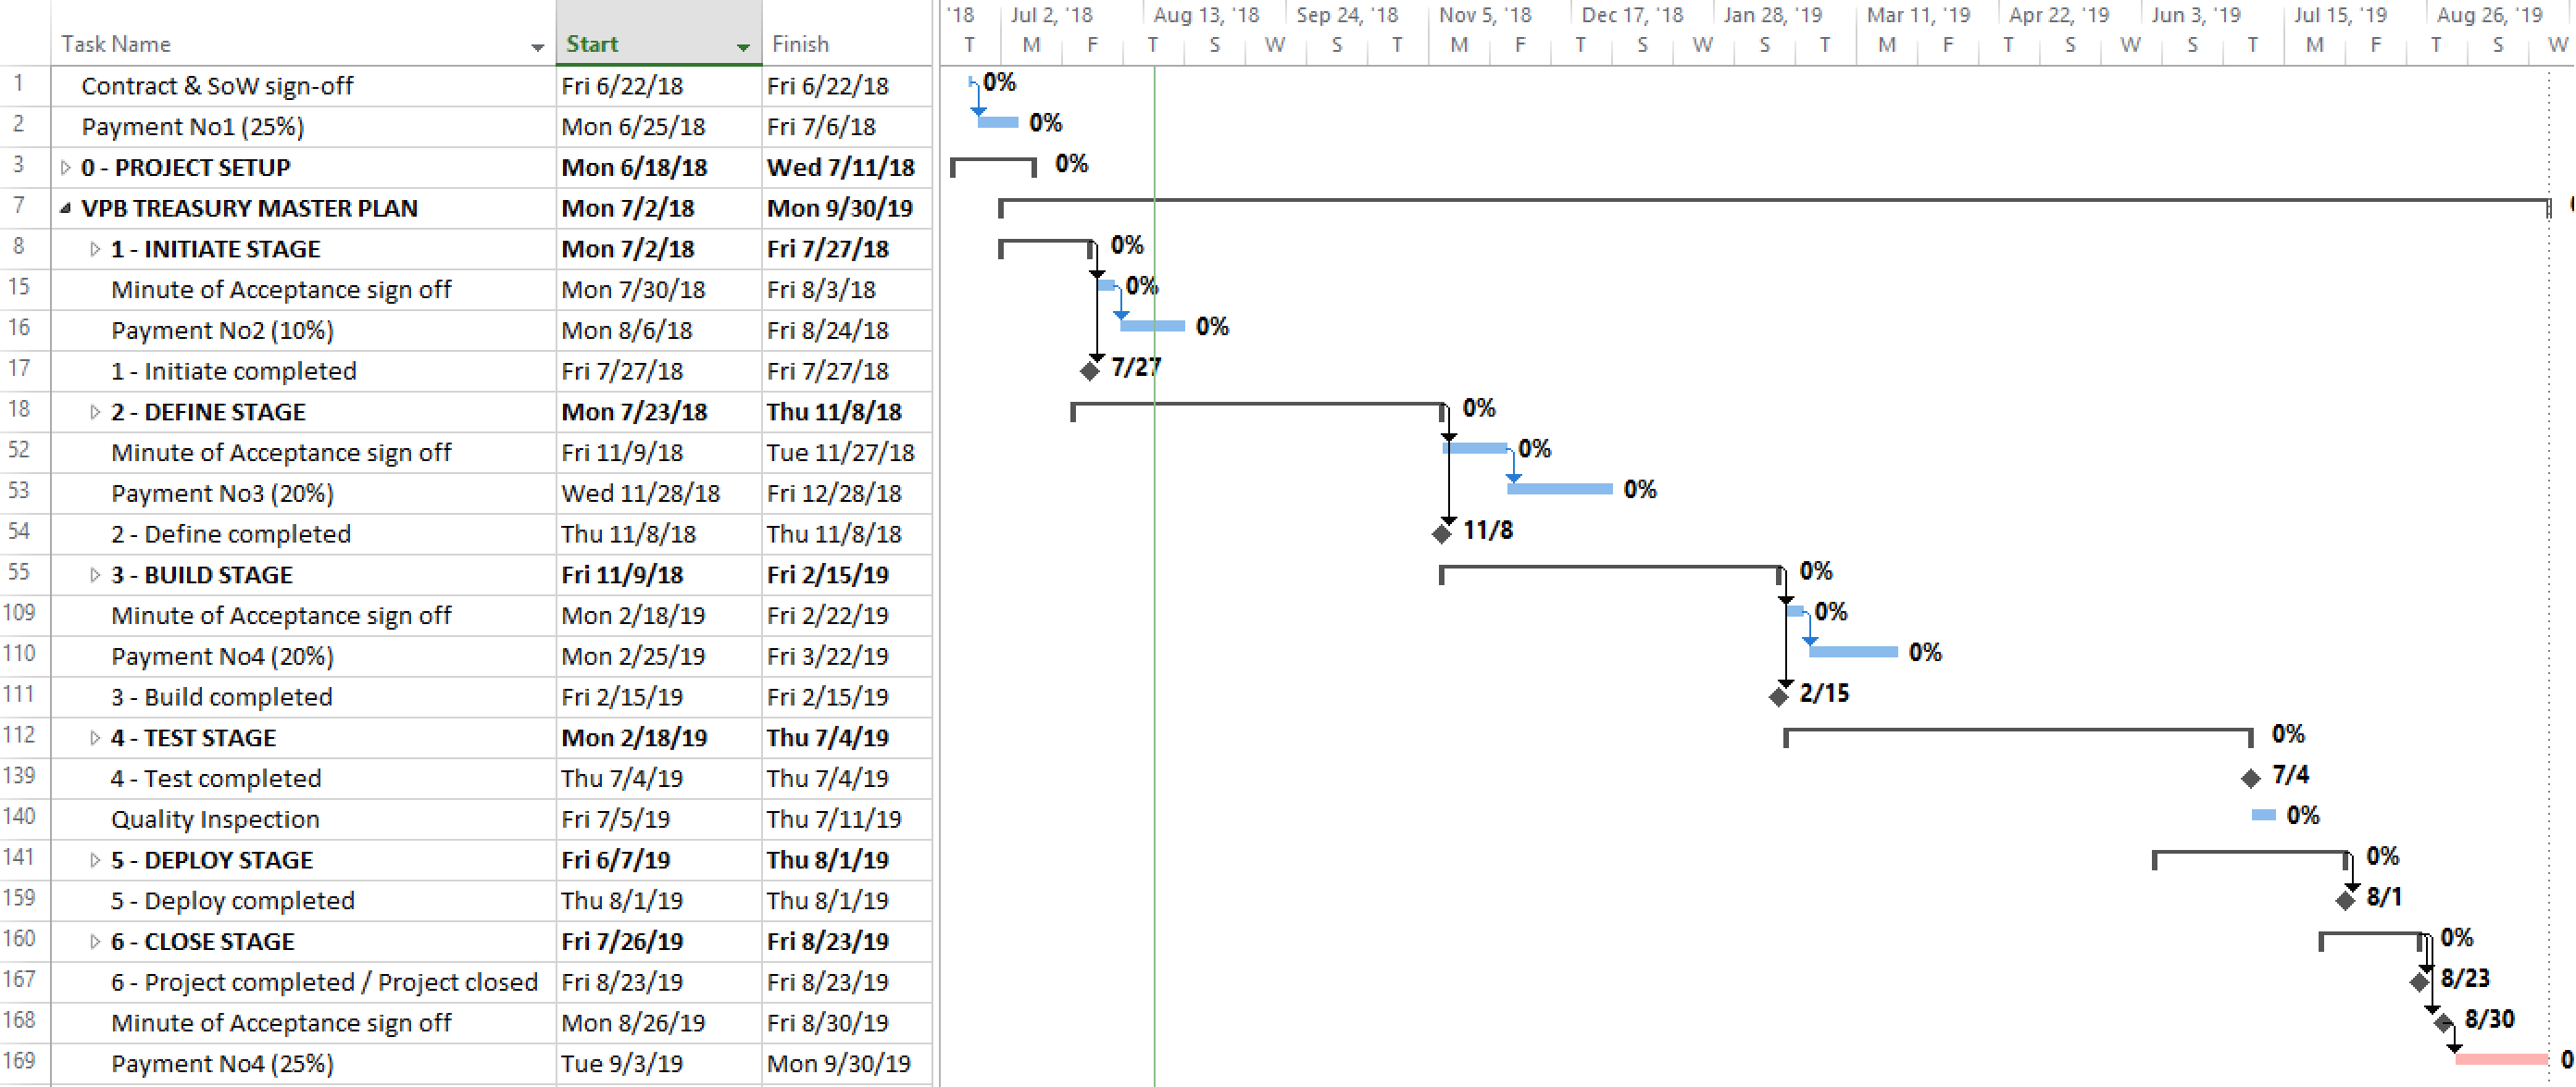 '18 Jul 2, '18 Aug 13, '18 Sep 24, '18 Nov 5, '18 Dec 17, '18 Jan 28, '19 Mar 11, '19 Apr 22, '19 Jun 3, '19 Jul 15, '19 Aug 26, '19
Task Name Start Finish T M F T S W S T M F T S W S T M F T S W S T M F T S W
1 Contract & SoW sign-off Fri 6/22/18 Fri 6/22/18 0%
2 Payment No1 (25%) Mon 6/25/18 Fri 7/6/18 0%
3 0 - PROJECT SETUP Mon 6/18/18 Wed 7/11/18 0%
7 VPB TREASURY MASTER PLAN Mon 7/2/18 Mon 9/30/19
8 1 - INITIATE STAGE Mon 7/2/18 Fri 7/27/18 0%
15 Minute of Acceptance sign off Mon 7/30/18 Fri 8/3/18 0%
16 Payment No2 (10%) Mon 8/6/18 Fri 8/24/18 0%
17 1 - Initiate completed Fri 7/27/18 Fri 7/27/18 7/27
18 2 - DEFINE STAGE Mon 7/23/18 Thu 11/8/18 0%
52 Minute of Acceptance sign off Fri 11/9/18 Tue 11/27/18 0%
53 Payment No3 (20%) Wed 11/28/18 Fri 12/28/18 0%
54 2 - Define completed Thu 11/8/18 Thu 11/8/18 11/8
55 3 - BUILD STAGE Fri 11/9/18 Fri 2/15/19 0%
109 Minute of Acceptance sign off Mon 2/18/19 Fri 2/22/19 0%
110 Payment No4 (20%) Mon 2/25/19 Fri 3/22/19 0%
111 3 - Build completed Fri 2/15/19 Fri 2/15/19 2/15
112 4 - TEST STAGE Mon 2/18/19 Thu 7/4/19 0%
139 4 - Test completed Thu 7/4/19 Thu 7/4/19 7/4
140 Quality Inspection Fri 7/5/19 Thu 7/11/19 0%
141 5 - DEPLOY STAGE Fri 6/7/19 Thu 8/1/19 0%
159 5 - Deploy completed Thu 8/1/19 Thu 8/1/19 8/1
160 6 - CLOSE STAGE Fri 7/26/19 Fri 8/23/19 0%
167 6 - Project completed / Project closed Fri 8/23/19 Fri 8/23/19 8/23
168 Minute of Acceptance sign off Mon 8/26/19 Fri 8/30/19 8/30
169 Payment No4 (25%) Tue 9/3/19 Mon 9/30/19 0